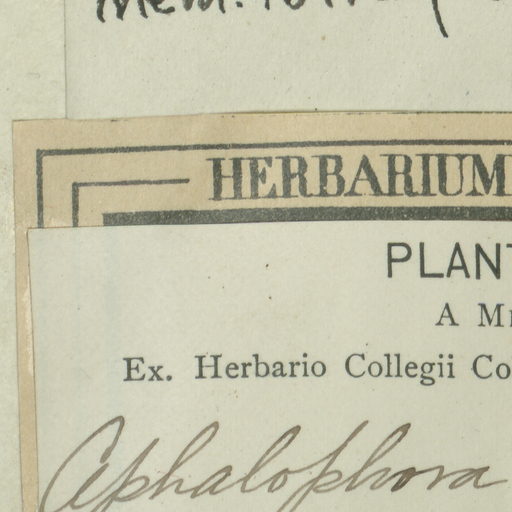 HERBARIUM
PLANT
A M
Ex. Herbario Collegii Co
Cephalophora